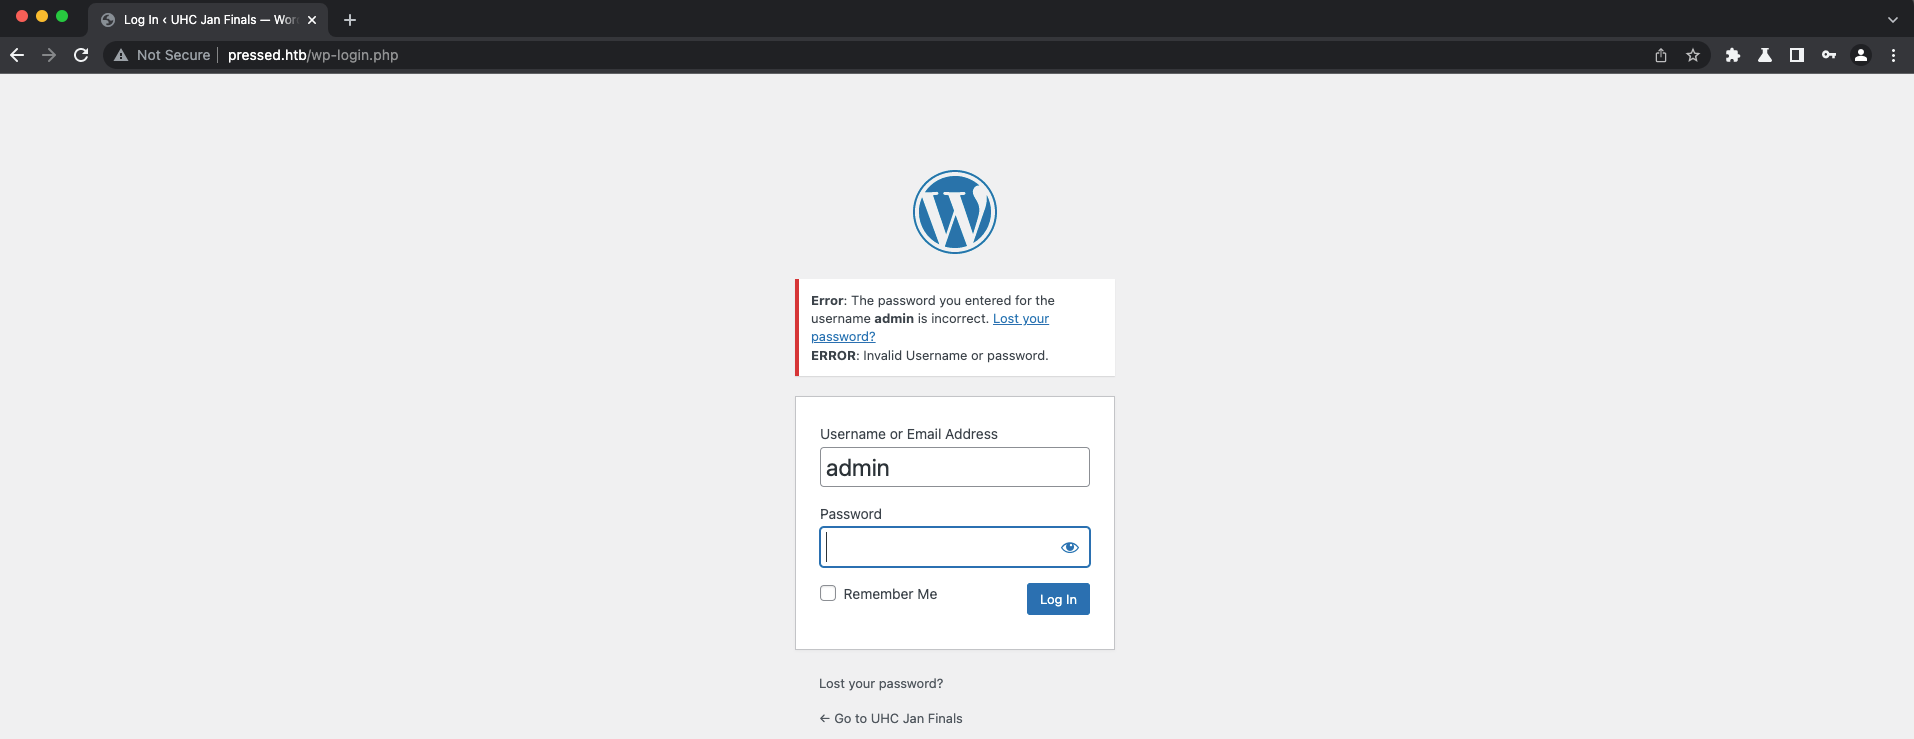 Log In ‹ UHC Jan Finals — Wor
Not Secure pressed.htb/wp-login.php
Error: The password you entered for the
username admin is incorrect. Lost your
password?
ERROR: Invalid Username or password.
Username or Email Address
admin
Password
Remember Me
Log In
Lost your password?
← Go to UHC Jan Finals